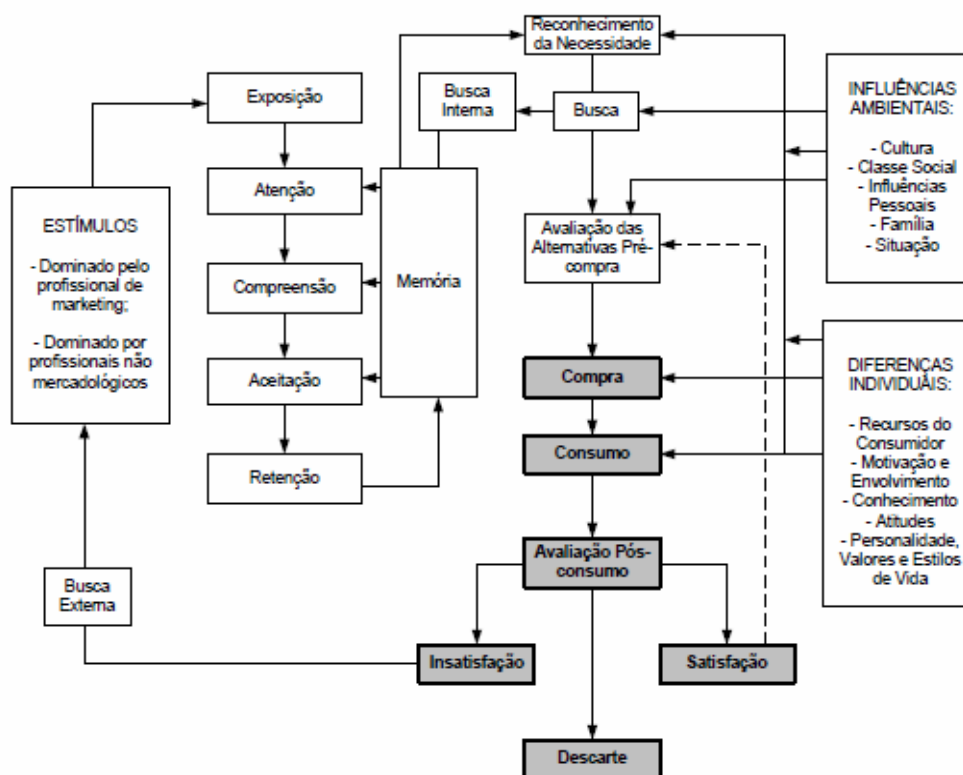 Reconhecimento
da Necessidade
Exposição
Busca
Interna
Busca
INFLUÊNCIAS
AMBIENTAIS:
- Cultura
- Classe Social
- Influências
Pessoais
- Família
- Situação
Atenção
ESTÍMULOS
- Dominado pelo
profissional de
marketing;
- Dominado por
profissionais não
mercadológicos
Avaliação das
Alternativas Pré-
compra
Compreensão
Memória
Aceitação
Compra
DIFERENÇAS
INDIVIDUAIS:
- Recursos do
Consumidor
- Motivação e
Envolvimento
- Conhecimento
- Atitudes
- Personalidade,
Valores e Estilos
de Vida
Consumo
Retenção
Avaliação Pós-
consumo
Busca
Externa
Insatisfação
Satisfação
Descarte